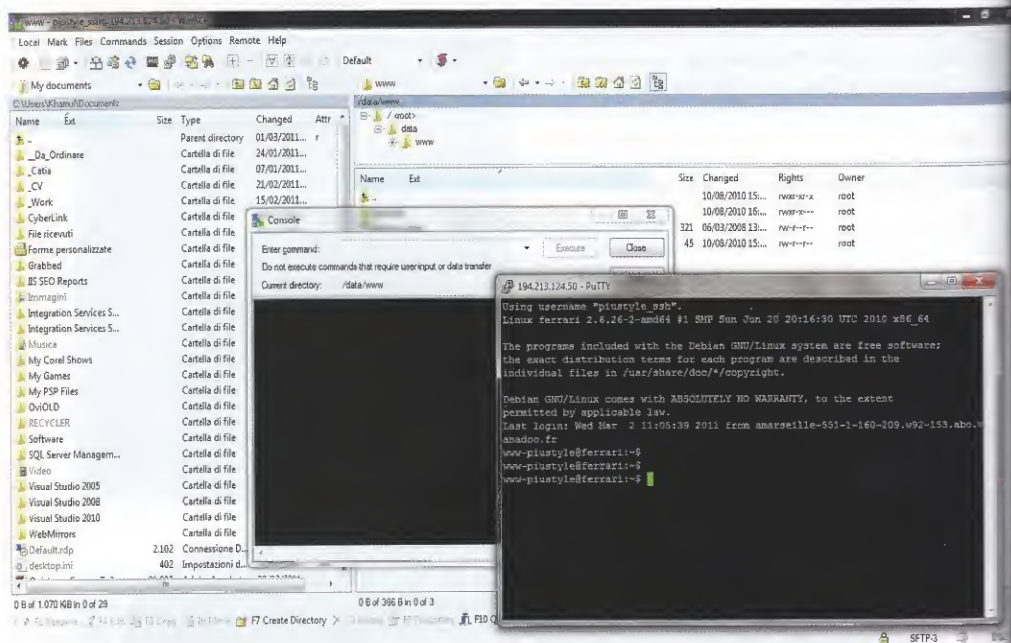 Local Mark Files Commands Session Options Remote Help
Default
My documents
www
C:\Users\Khamul\Documents
/data/www
Name Ext Size Type Changed Attr
Parent directory 01/03/2011... r
_Da_Ordinare Cartella di file 24/01/2011...
_Catia Cartella di file 07/01/2011...
_CV Cartella di file 21/02/2011...
_Work Cartella di file 15/02/2011...
CyberLink Cartella di file
File ricevuti Cartella di file
Forme personalizzate Cartella di file
Grabbed Cartella di file
IIS SEO Reports Cartella di file
Immagini Cartella di file
Integration Services S... Cartella di file
Integration Services S... Cartella di file
Musica Cartella di file
My Corel Shows Cartella di file
My Games Cartella di file
My PSP Files Cartella di file
OviOLD Cartella di file
RECYCLER Cartella di file
Software Cartella di file
SQL Server Managem... Cartella di file
Video Cartella di file
Visual Studio 2005 Cartella di file
Visual Studio 2008 Cartella di file
Visual Studio 2010 Cartella di file
WebMirrors Cartella di file
Default.rdp 2.102 Connessione D...
desktop.ini 402 Impostazioni d...
0 B of 1.070 KiB in 0 of 29
/ <root>
data
www
Name Ext Size Changed Rights Owner
10/08/2010 15:... rwxr-xr-x root
10/08/2010 16:... rwxr-x--- root
321 06/03/2008 13:... rw-r--r-- root
45 10/08/2010 15:... rw-r--r-- root
Console
Enter command:
Execute
Close
Do not execute commands that require user-input or data transfer
Current directory: /data/www
194.213.124.50 - PuTTY
Using username "piustyle_ssh".
Linux ferrari 2.6.26-2-amd64 #1 SMP Sun Jun 20 20:16:30 UTC 2010 x86_64
The programs included with the Debian GNU/Linux system are free software;
the exact distribution terms for each program are described in the
individual files in /usr/share/doc/*/copyright.
Debian GNU/Linux comes with ABSOLUTELY NO WARRANTY, to the extent
permitted by applicable law.
Last login: Wed Mar 2 11:05:39 2011 from amarseille-551-1-160-209.w92-153.abo.w
anadoo.fr
www-piustyle@ferrari:~$
www-piustyle@ferrari:~$
www-piustyle@ferrari:~$
0 B of 366 B in 0 of 3
F7 Create Directory
F10 Q
SFTP-3